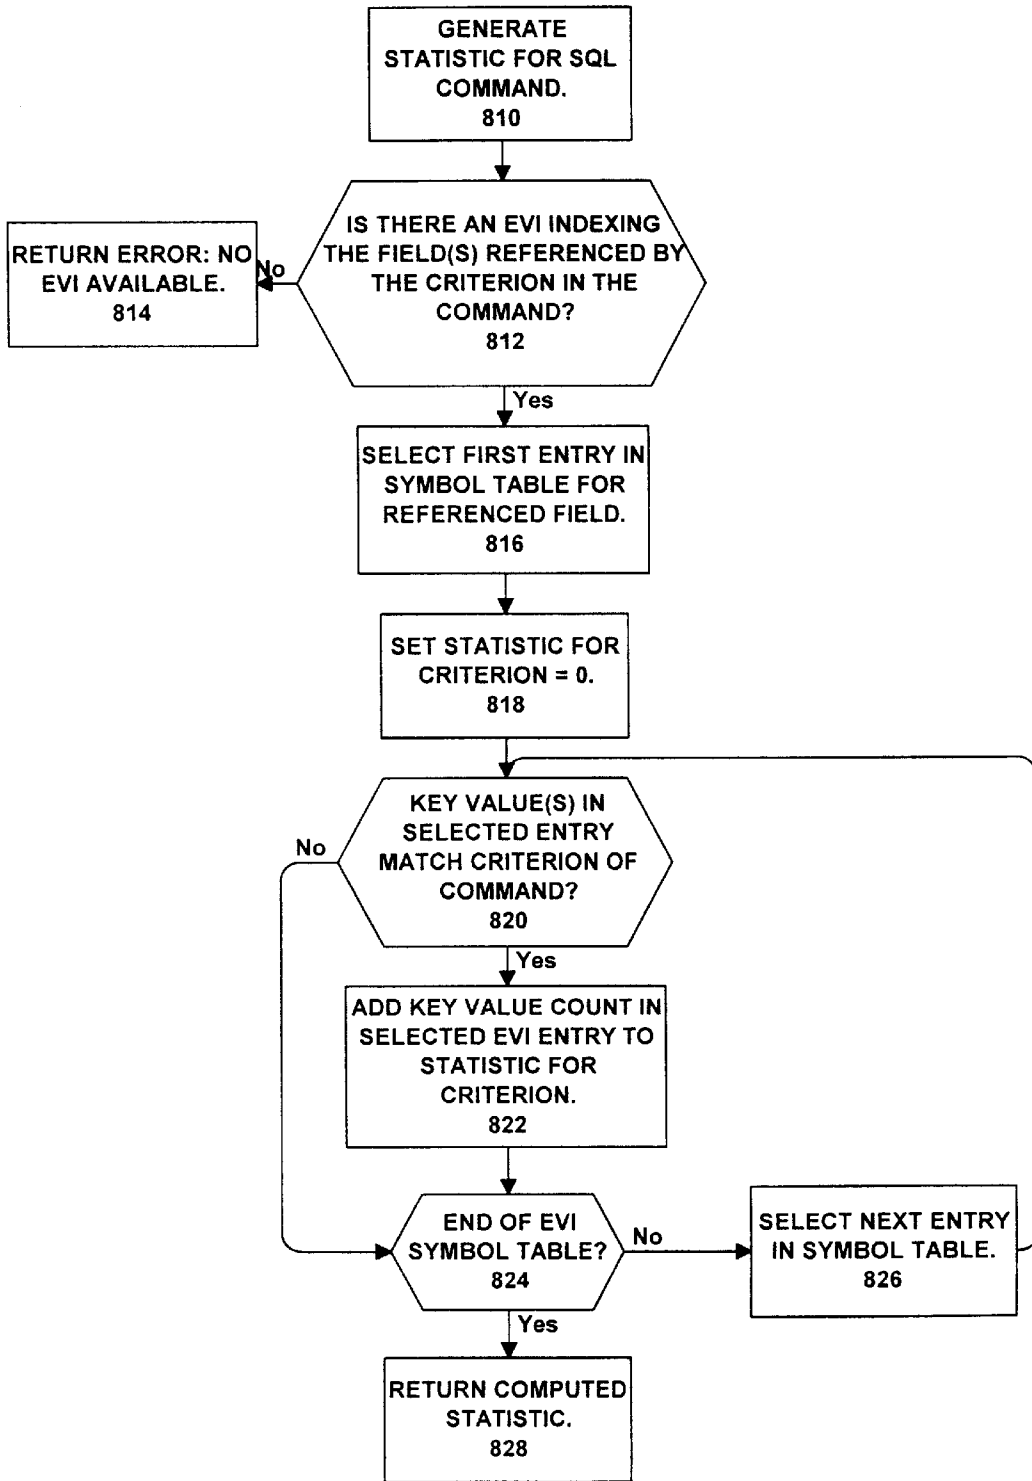 GENERATE
STATISTIC FOR SQL
COMMAND.
810
IS THERE AN EVI INDEXING
THE FIELD(S) REFERENCED BY
THE CRITERION IN THE
COMMAND?
812
No
RETURN ERROR: NO
EVI AVAILABLE.
814
Yes
SELECT FIRST ENTRY IN
SYMBOL TABLE FOR
REFERENCED FIELD.
816
SET STATISTIC FOR
CRITERION = 0.
818
KEY VALUE(S) IN
SELECTED ENTRY
MATCH CRITERION OF
COMMAND?
820
No
Yes
ADD KEY VALUE COUNT IN
SELECTED EVI ENTRY TO
STATISTIC FOR
CRITERION.
822
END OF EVI
SYMBOL TABLE?
824
No
SELECT NEXT ENTRY
IN SYMBOL TABLE.
826
Yes
RETURN COMPUTED
STATISTIC.
828